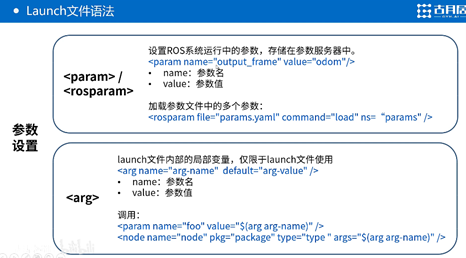 • Launch文件语法
古月居
参数
设置
<param> /
<rosparam>
设置ROS系统运行中的参数，存储在参数服务器中。
<param name="output_frame" value="odom"/>
• name：参数名
• value：参数值
加载参数文件中的多个参数：
<rosparam file="params.yaml" command="load" ns= “params" />
<arg>
launch文件内部的局部变量，仅限于launch文件使用
<arg name="arg-name" default="arg-value" />
• name：参数名
• value：参数值
调用：
<param name="foo" value="$(arg arg-name)" />
<node name="node" pkg="package" type="type " args="$(arg arg-name)" />